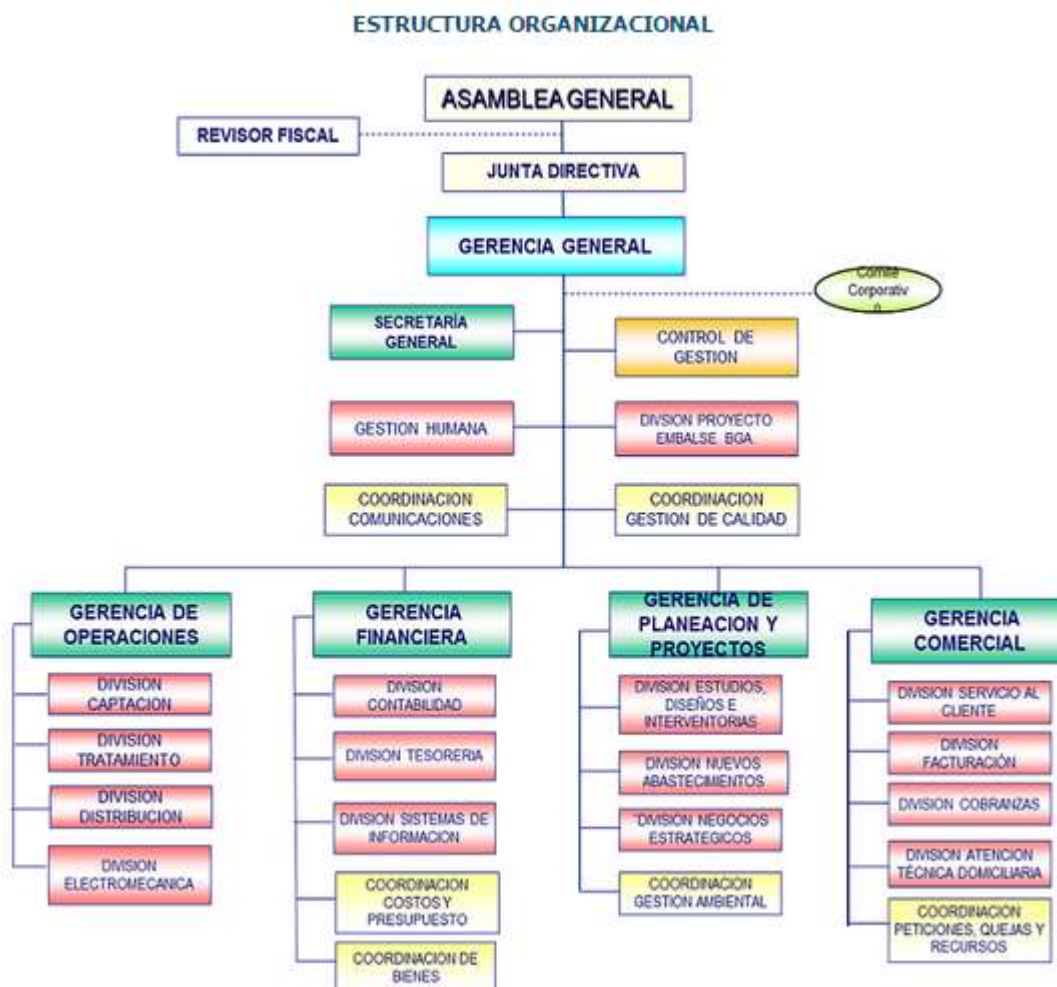 ESTRUCTURA ORGANIZACIONAL
ASAMBLEA GENERAL
REVISOR FISCAL
JUNTA DIRECTIVA
GERENCIA GENERAL
Comité
Corporativ
o
SECRETARÍA
GENERAL
CONTROL DE
GESTION
GESTION HUMANA
DIVSION PROYECTO
EMBALSE BGA.
COORDINACION
COMUNICACIONES
COORDINACION
GESTION DE CALIDAD
GERENCIA DE
OPERACIONES
DIVISION
CAPTACION
DIVISION
TRATAMIENTO
DIVISION
DISTRIBUCION
DIVISION
ELECTROMECANICA
GERENCIA
FINANCIERA
DIVISION
CONTABILIDAD
DIVISION TESORERIA
DIVISION SISTEMAS DE
INFORMACION
COORDINACION
COSTOS Y
PRESUPUESTO
COORDINACION DE
BIENES
GERENCIA DE
PLANEACION Y
PROYECTOS
DIVISION ESTUDIOS,
DISEÑOS E
INTERVENTORIAS
DIVISION NUEVOS
ABASTECIMIENTOS
DIVISION NEGOCIOS
ESTRATEGICOS
COORDINACION
GESTION AMBIENTAL
GERENCIA
COMERCIAL
DIVISION SERVICIO AL
CLIENTE
DIVISION
FACTURACIÓN
DIVISION COBRANZAS
DIVISION ATENCION
TÉCNICA DOMICILIARIA
COORDINACION
PETICIONES, QUEJAS Y
RECURSOS